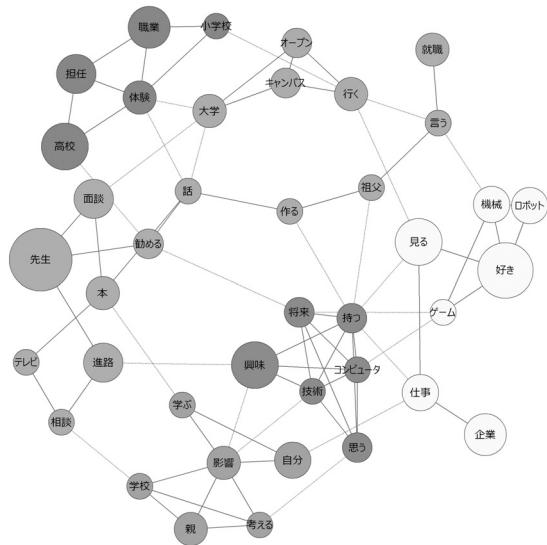 職業
小学校
オープン
就職
担任
キャンパス
体験
行く
大学
言う
高校
祖父
話
面談
機械
ロボット
作る
勧める
見る
先生
好き
本
将来
持つ
ゲーム
テレビ
進路
興味
コンピュータ
技術
仕事
学ぶ
相談
企業
思う
影響
自分
学校
考える
親